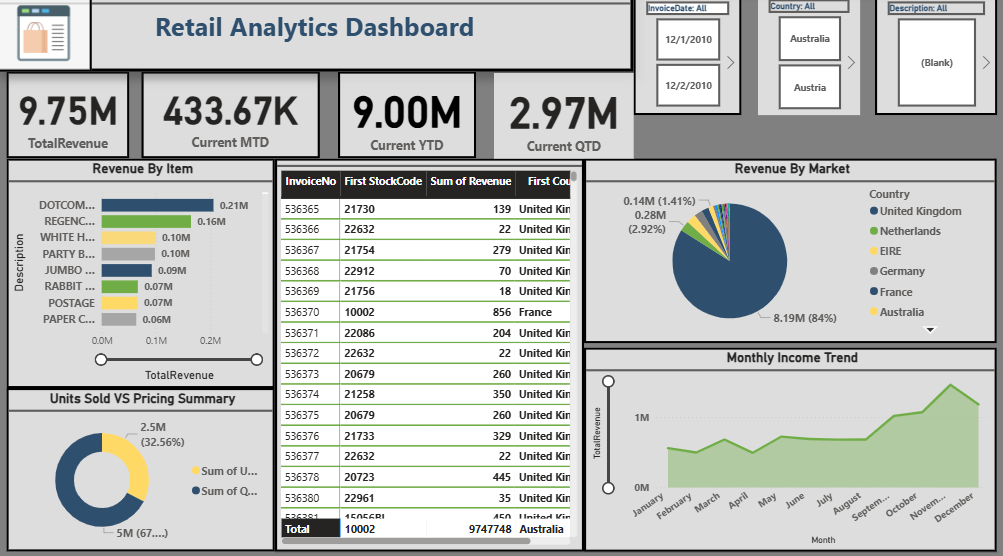 Retail Analytics Dashboard
InvoiceDate: All
12/1/2010
12/2/2010
Country: All
Australia
Austria
Description: All
(Blank)
9.75M
TotalRevenue
433.67K
Current MTD
9.00M
Current YTD
2.97M
Current QTD
Revenue By Item
Description
DOTCOM... 0.21M
REGENC... 0.16M
WHITE H... 0.10M
PARTY B... 0.10M
JUMBO ... 0.09M
RABBIT ... 0.07M
POSTAGE 0.07M
PAPER C... 0.06M
0.0M 0.1M 0.2M
TotalRevenue
Units Sold VS Pricing Summary
2.5M
(32.56%)
Sum of U...
Sum of Q...
5M (67....)
InvoiceNo First StockCode Sum of Revenue First Cou
536365 21730 139 United Kin
536366 22632 22 United Kin
536367 21754 279 United Kin
536368 22912 70 United Kin
536369 21756 18 United Kin
536370 10002 856 France
536371 22086 204 United Kin
536372 22632 22 United Kin
536373 20679 260 United Kin
536374 21258 350 United Kin
536375 20679 260 United Kin
536376 21733 329 United Kin
536377 22632 22 United Kin
536378 20723 445 United Kin
536380 22961 35 United Kin
536381 15056BL 450 United Kin
Total 10002 9747748 Australia
Revenue By Market
0.14M (1.41%)
0.28M
(2.92%)
8.19M (84%)
Country
United Kingdom
Netherlands
EIRE
Germany
France
Australia
Monthly Income Trend
TotalRevenue
1M
0M
January February March April May June July August Septem... October Novem... December
Month